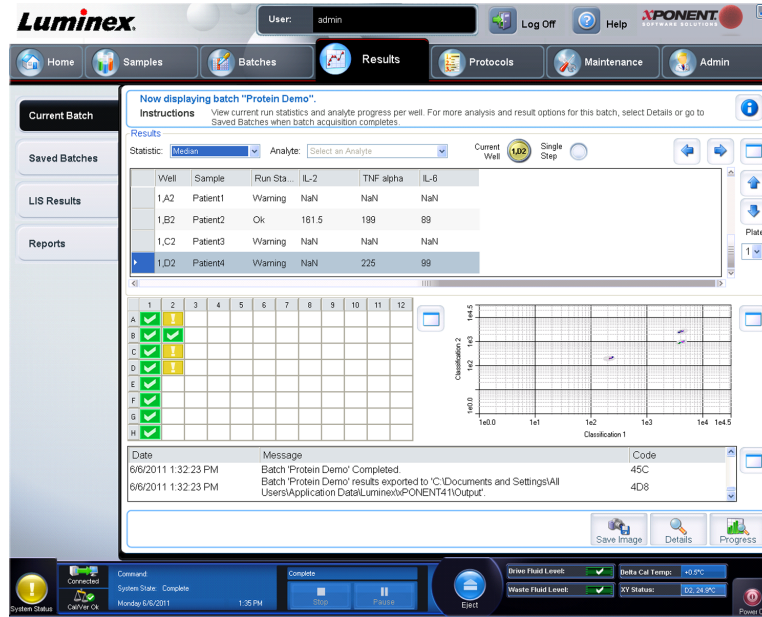 Luminex.
User: admin
Log Off
Help
XPONENT.
SOFTWARE SOLUTIONS
Home
Samples
Batches
Results
Protocols
Maintenance
Admin
Current Batch
Saved Batches
LIS Results
Reports
Now displaying batch "Protein Demo".
Instructions View current run statistics and analyte progress per well. For more analysis and result options for this batch, select Details or go to
Saved Batches when batch acquisition completes.
Results
Statistic: Median Analyte: Select an Analyte Current Well 1,D2 Single Step
Well Sample Run Sta... IL-2 TNF alpha IL-6
1,A2 Patient1 Warning NaN NaN NaN
1,B2 Patient2 Ok 161.5 199 89
1,C2 Patient3 Warning NaN NaN NaN
1,D2 Patient4 Warning NaN 225 99
Plate
1
1 2 3 4 5 6 7 8 9 10 11 12
A
B
C
D
E
F
G
H
Classification 2
1e4.5
1e3
1e2
1e0.0
1e0.0 1e1 1e2 1e3 1e4 1e4.5
Classification 1
Date Message Code
6/6/2011 1:32:23 PM Batch 'Protein Demo' Completed. 45C
6/6/2011 1:32:23 PM Batch 'Protein Demo' results exported to 'C:\Documents and Settings\All 4D8
Users\Application Data\Luminex\xPONENT41\Output'.
Save Image
Details
Progress
System Status
Connected
Cal/Ver Ok
Command:
System State: Complete
Monday 6/6/2011 1:35 PM
Complete
Stop
Pause
Eject
Drive Fluid Level:
Waste Fluid Level:
Delta Cal Temp: +0.5°C
XY Status: D2, 24.9°C
Power O